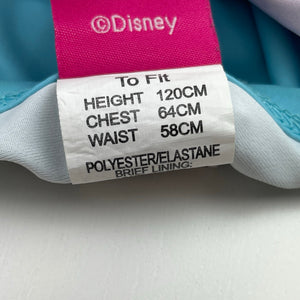 ©Disney
To Fit
HEIGHT 120CM
CHEST 64CM
WAIST 58CM
POLYESTER/ELASTANE
BRIEF LINING: